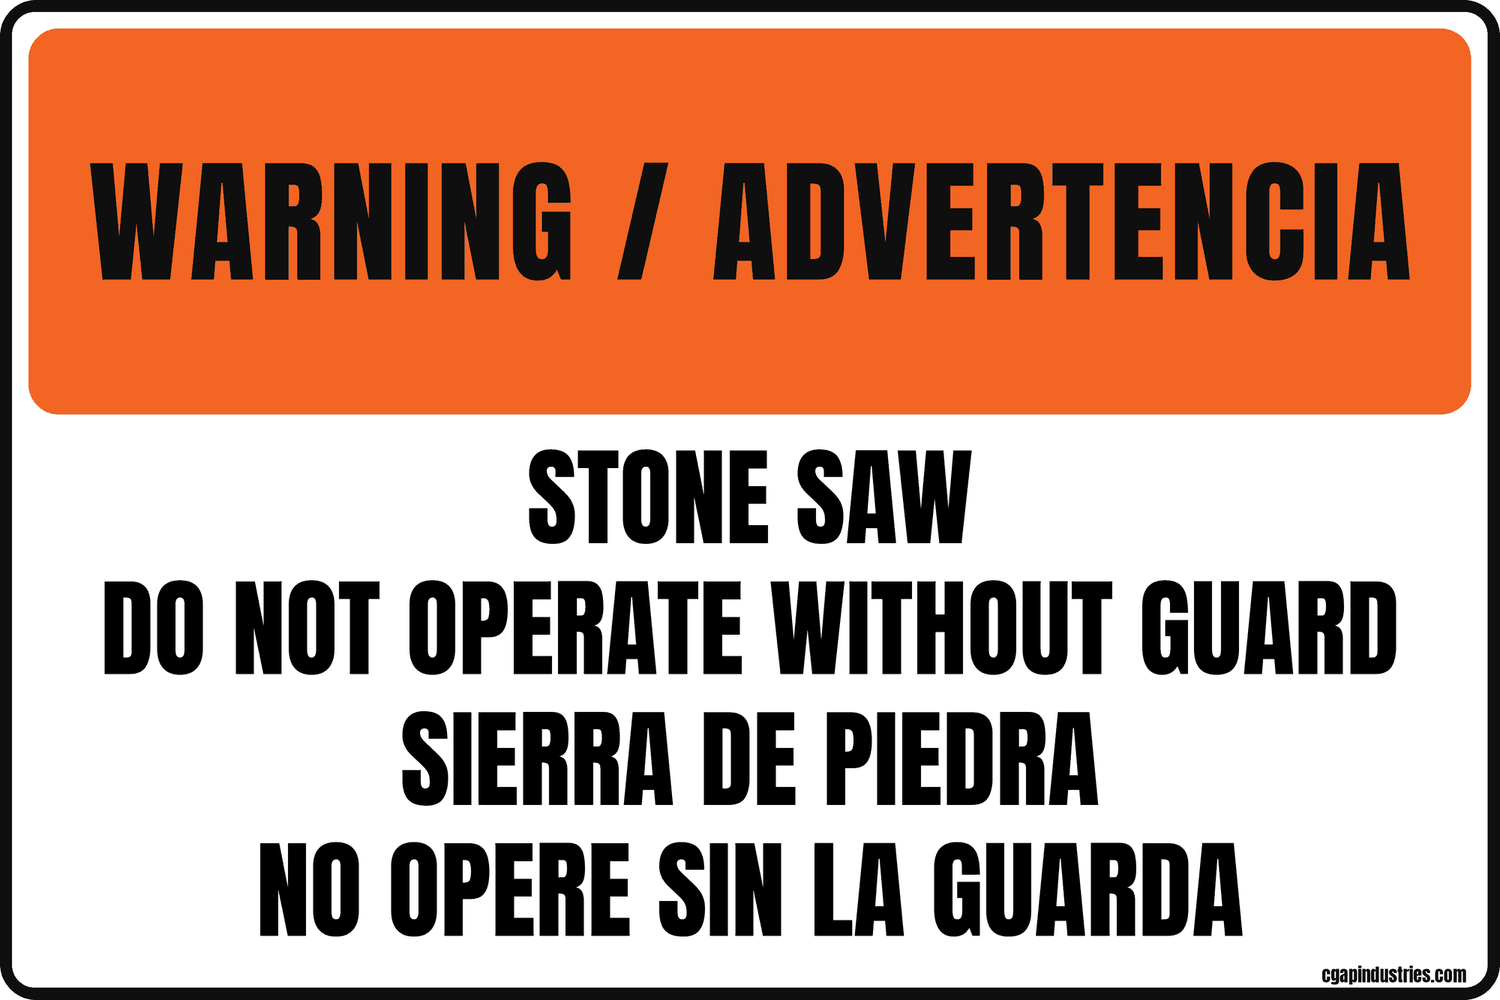 WARNING / ADVERTENCIA
STONE SAW
DO NOT OPERATE WITHOUT GUARD
SIERRA DE PIEDRA
NO OPERE SIN LA GUARDA
cgapindustries.com